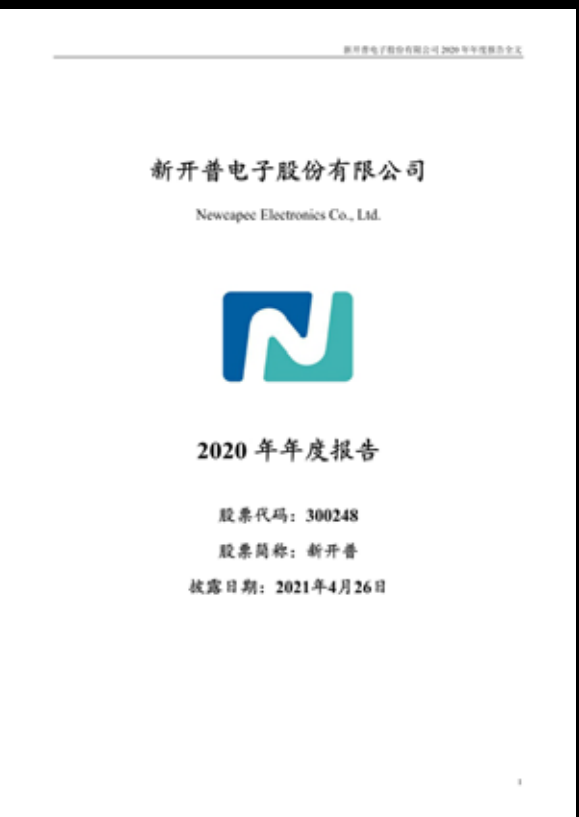 新开普电子股份有限公司 2020 年年度报告全文
新开普电子股份有限公司
Newcapec Electronics Co., Ltd.
2020 年年度报告
股票代码：300248
股票简称：新开普
披露日期：2021年4月26日
1